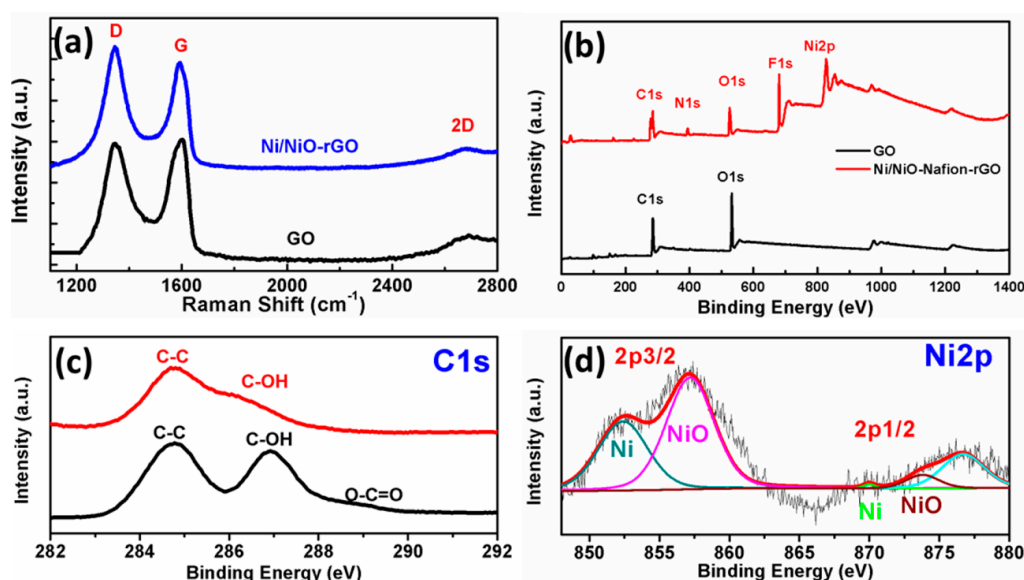 (a)
D
G
2D
Ni/NiO-rGO
GO
Intensity (a.u.)
1200 1600 2000 2400 2800
Raman Shift (cm-1)
(b)
C1s
N1s
O1s
F1s
Ni2p
GO
Ni/NiO-Nafion-rGO
C1s
O1s
Intensity (a.u.)
0 200 400 600 800 1000 1200 1400
Binding Energy (eV)
(c)
C1s
C-C
C-OH
C-C
C-OH
O-C=O
Intensity (a.u.)
282 284 286 288 290 292
Binding Energy (eV)
(d)
2p3/2
Ni2p
Ni
NiO
2p1/2
Ni
NiO
Intensity (a.u.)
850 855 860 865 870 875 880
Binding Energy (eV)